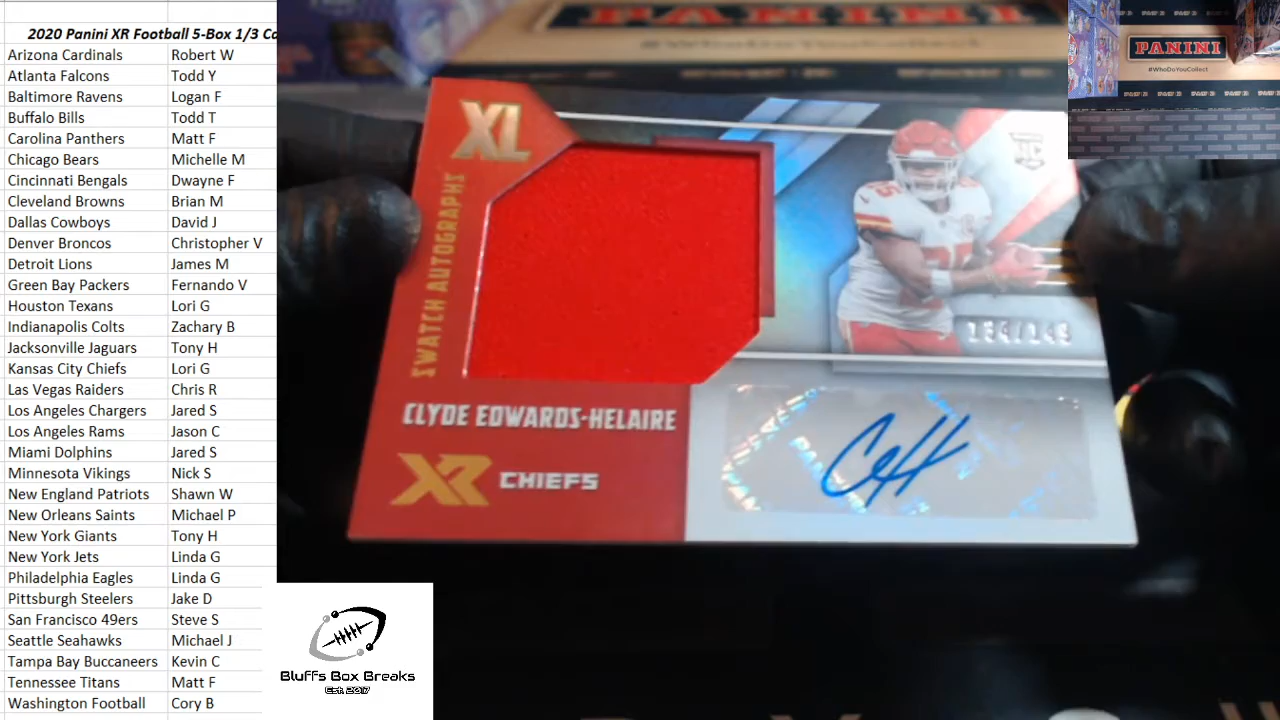 2020 Panini XR Football 5-Box 1/3 Ca
Arizona Cardinals Robert W
Atlanta Falcons Todd Y
Baltimore Ravens Logan F
Buffalo Bills Todd T
Carolina Panthers Matt F
Chicago Bears Michelle M
Cincinnati Bengals Dwayne F
Cleveland Browns Brian M
Dallas Cowboys David J
Denver Broncos Christopher V
Detroit Lions James M
Green Bay Packers Fernando V
Houston Texans Lori G
Indianapolis Colts Zachary B
Jacksonville Jaguars Tony H
Kansas City Chiefs Lori G
Las Vegas Raiders Chris R
Los Angeles Chargers Jared S
Los Angeles Rams Jason C
Miami Dolphins Jared S
Minnesota Vikings Nick S
New England Patriots Shawn W
New Orleans Saints Michael P
New York Giants Tony H
New York Jets Linda G
Philadelphia Eagles Linda G
Pittsburgh Steelers Jake D
San Francisco 49ers Steve S
Seattle Seahawks Michael J
Tampa Bay Buccaneers Kevin C
Tennessee Titans Matt F
Washington Football Cory B
PANINI
XL
SWATCH AUTOGRAPHS
RC
CLYDE EDWARDS-HELAIRE
XR CHIEFS
PANINI
#WhoDoYouCollect
Bluffs Box Breaks
Est. 2017